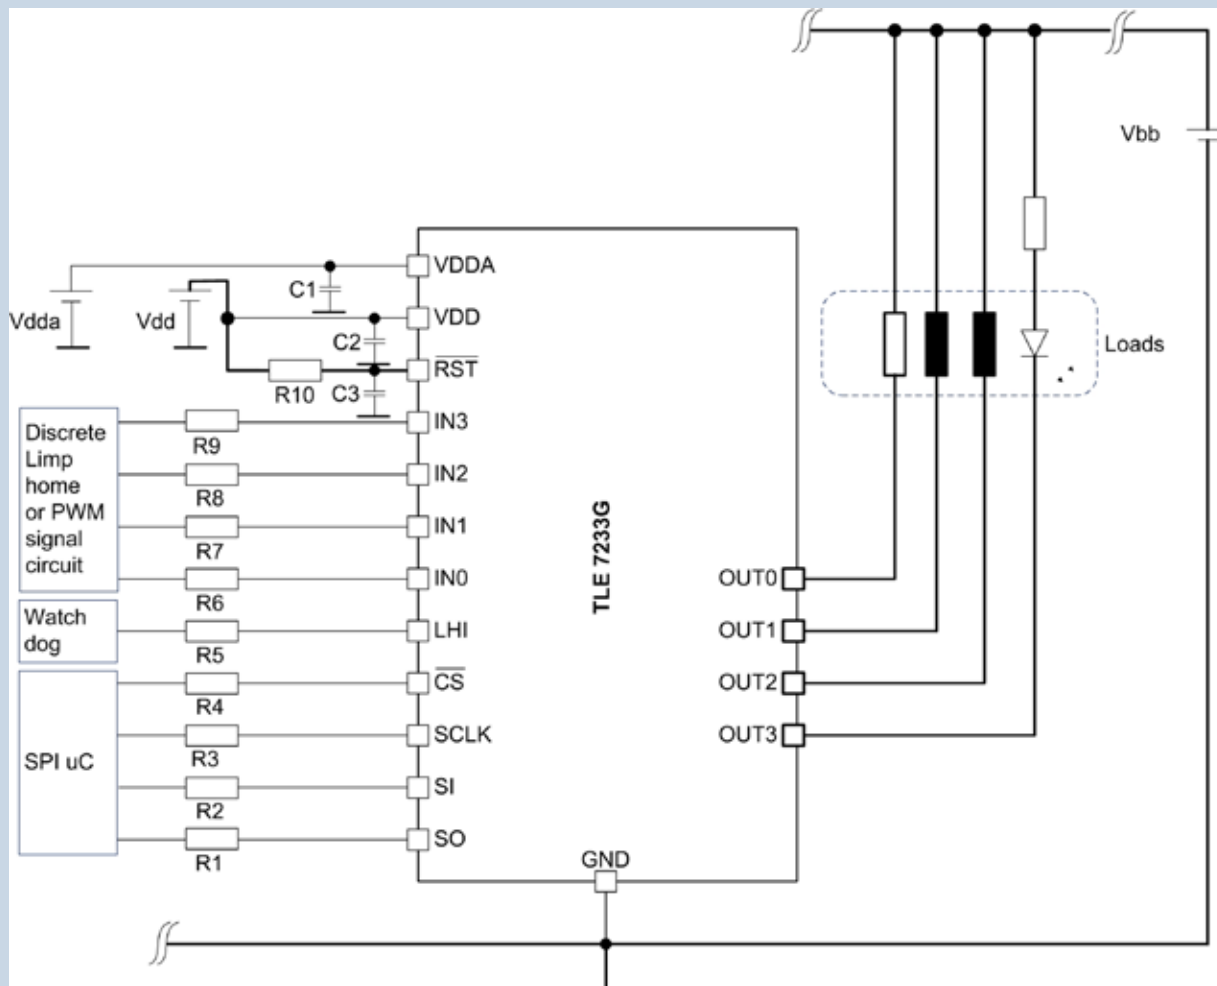 Vbb
VDDA
C1
Vdda
Vdd
VDD
C2
RST
R10
C3
Loads
Discrete
Limp
home
or PWM
signal
circuit
R9
IN3
R8
IN2
R7
IN1
R6
IN0
TLE 7233G
OUT0
Watch
dog
R5
LHI
OUT1
R4
CS
OUT2
SPI uC
R3
SCLK
OUT3
R2
SI
R1
SO
GND